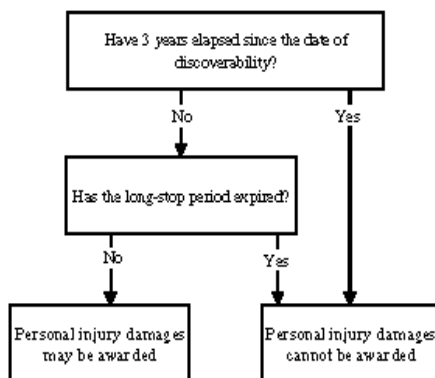 Have 3 years elapsed since the date of
discoverability?
No
Yes
Has the long-stop period expired?
No
Yes
Personal injury damages
may be awarded
Personal injury damages
cannot be awarded